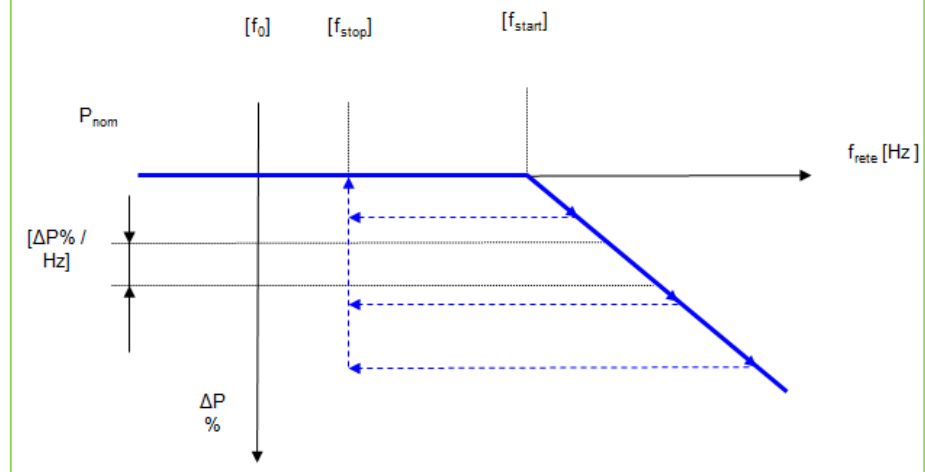 [f0] [fstop] [fstart]
Pnom
frete [Hz]
[ΔP% /
Hz]
ΔP
%